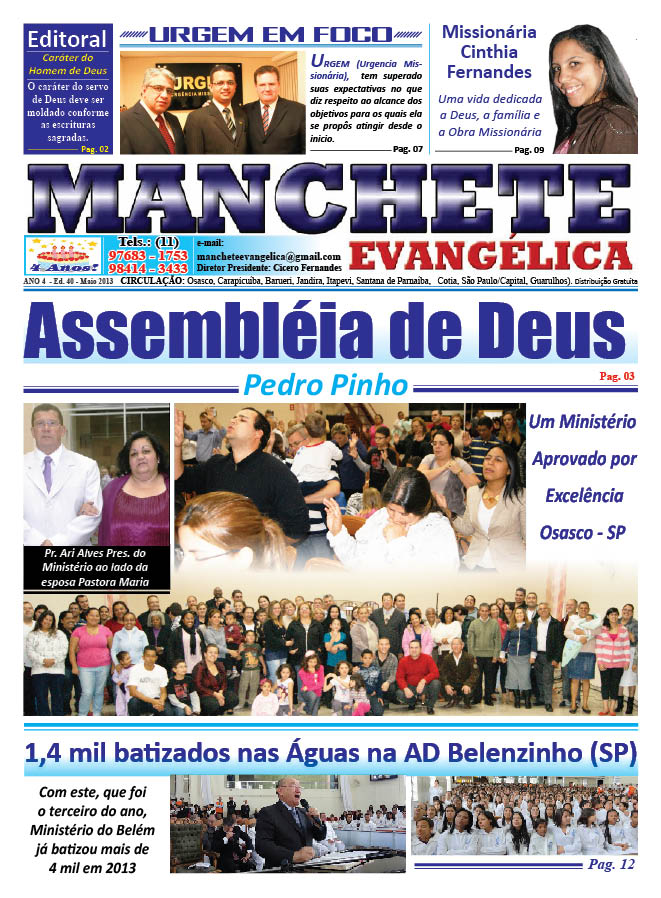 Editoral
Caráter do
Homem de Deus
O caráter do servo
de Deus deve ser
moldado conforme
as escrituras
sagradas.
Pag. 02
URGEM EM FOCO
URGEM (Urgencia Mis-
sionária), tem superado
suas expectativas no que
diz respeito ao alcance dos
objetivos para os quais ela
se propôs atingir desde o
inicio.
Pag. 07
Missionária
Cinthia
Fernandes
Uma vida dedicada
a Deus, a família e
a Obra Missionária
Pag. 09
MANCHETE
EVANGÉLICA
4 Anos!
Tels.: (11)
97683 - 1753
98414 - 3433
e-mail:
mancheteevangélica@gmail.com
Diretor Presidente: Cicero Fernandes
ANO 4 - Ed. 40 - Maio 2013 CIRCULAÇÃO: Osasco, Carapicuíba, Barueri, Jandira, Itapevi, Santana de Parnaíba, Cotia, São Paulo/Capital, Guarulhos). Distribuição Gratuita
Assembléia de Deus
Pag. 03
Pedro Pinho
Um Ministério
Aprovado por
Excelência
Osasco - SP
Pr. Ari Alves Pres. do
Ministério ao lado da
esposa Pastora Maria
1,4 mil batizados nas Águas na AD Belenzinho (SP)
Com este, que foi
o terceiro do ano,
Ministério do Belém
já batizou mais de
4 mil em 2013
Pag. 12